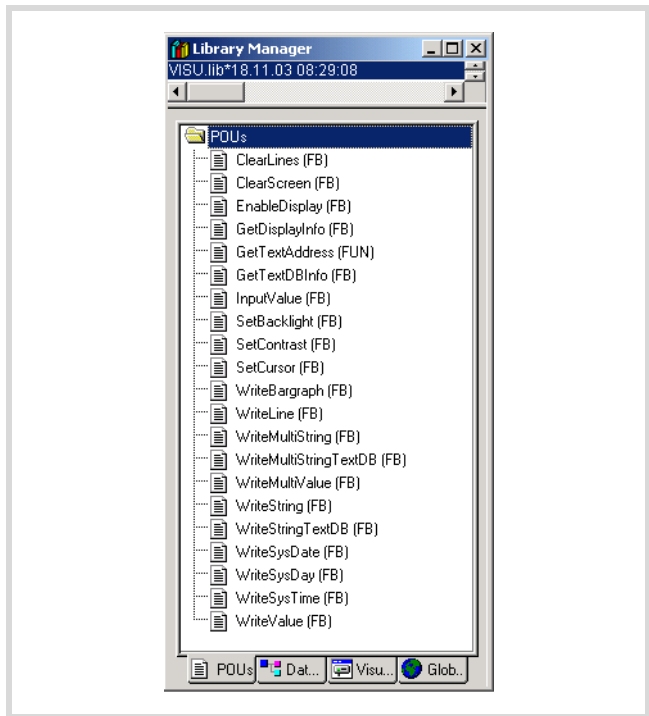 Library Manager
VISU.lib*18.11.03 08:29:08
POUs
ClearLines (FB)
ClearScreen (FB)
EnableDisplay (FB)
GetDisplayInfo (FB)
GetTextAddress (FUN)
GetTextDBInfo (FB)
InputValue (FB)
SetBacklight (FB)
SetContrast (FB)
SetCursor (FB)
WriteBargraph (FB)
WriteLine (FB)
WriteMultiString (FB)
WriteMultiStringTextDB (FB)
WriteMultiValue (FB)
WriteString (FB)
WriteStringTextDB (FB)
WriteSysDate (FB)
WriteSysDay (FB)
WriteSysTime (FB)
WriteValue (FB)
POUs Dat... Visu... Glob..